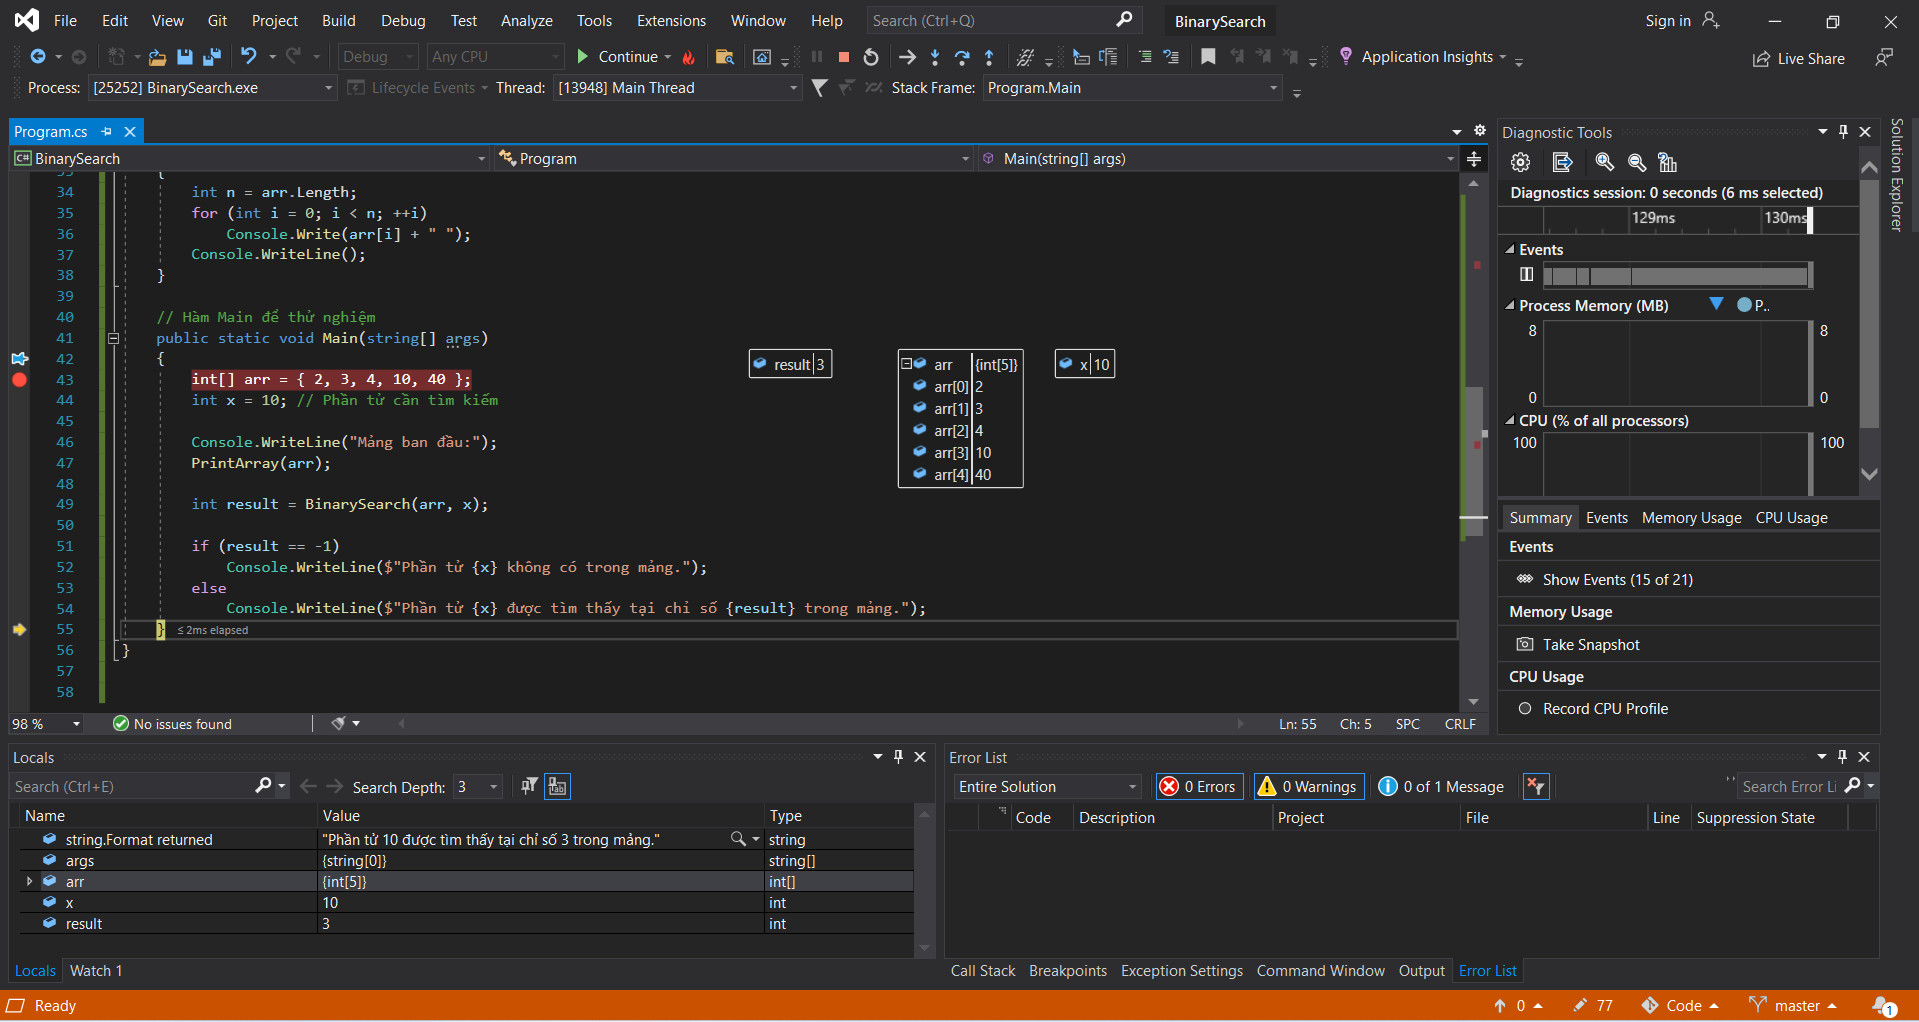 File Edit View Git Project Build Debug Test Analyze Tools Extensions Window Help Search (Ctrl+Q) BinarySearch Sign in
Debug Any CPU Continue Application Insights Live Share
Process: [25252] BinarySearch.exe Lifecycle Events Thread: [13948] Main Thread Stack Frame: Program.Main
Program.cs
C# BinarySearch Program Main(string[] args)
33 {
34 int n = arr.Length;
35 for (int i = 0; i < n; ++i)
36 Console.Write(arr[i] + " ");
37 Console.WriteLine();
38 }
39
40 // Hàm Main để thử nghiệm
41 public static void Main(string[] args)
42 {
43 int[] arr = { 2, 3, 4, 10, 40 };
44 int x = 10; // Phần tử cần tìm kiếm
45
46 Console.WriteLine("Mảng ban đầu:");
47 PrintArray(arr);
48
49 int result = BinarySearch(arr, x);
50
51 if (result == -1)
52 Console.WriteLine($"Phần tử {x} không có trong mảng.");
53 else
54 Console.WriteLine($"Phần tử {x} được tìm thấy tại chỉ số {result} trong mảng.");
55 } ≤ 2ms elapsed
56 }
57
58
result 3
arr {int[5]}
arr[0] 2
arr[1] 3
arr[2] 4
arr[3] 10
arr[4] 40
x 10
98 % No issues found Ln: 55 Ch: 5 SPC CRLF
Diagnostic Tools
Diagnostics session: 0 seconds (6 ms selected)
129ms 130ms
Events
Process Memory (MB) P..
8 8
0 0
CPU (% of all processors)
100 100
Summary Events Memory Usage CPU Usage
Events
Show Events (15 of 21)
Memory Usage
Take Snapshot
CPU Usage
Record CPU Profile
Solution Explorer
Locals
Search (Ctrl+E) Search Depth: 3
Name Value Type
string.Format returned "Phần tử 10 được tìm thấy tại chỉ số 3 trong mảng." string
args {string[0]} string[]
arr {int[5]} int[]
x 10 int
result 3 int
Locals Watch 1
Error List
Entire Solution 0 Errors 0 Warnings 0 of 1 Message Search Error Li
Code Description Project File Line Suppression State
Call Stack Breakpoints Exception Settings Command Window Output Error List
Ready 0 77 Code master 1